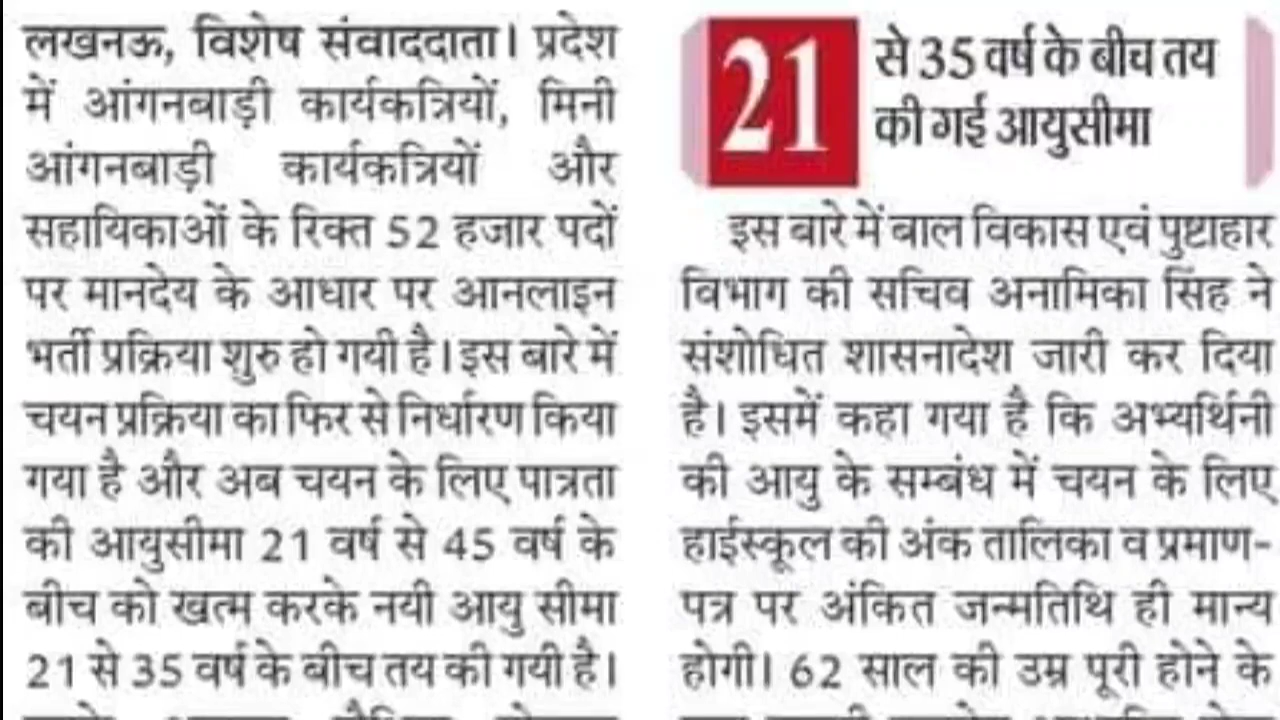 लखनऊ, विशेष संवाददाता। प्रदेश
में आंगनबाड़ी कार्यकत्रियों, मिनी
आंगनबाड़ी कार्यकत्रियों और
सहायिकाओं के रिक्त 52 हजार पदों
पर मानदेय के आधार पर आनलाइन
भर्ती प्रक्रिया शुरु हो गयी है। इस बारे में
चयन प्रक्रिया का फिर से निर्धारण किया
गया है और अब चयन के लिए पात्रता
की आयुसीमा 21 वर्ष से 45 वर्ष के
बीच को खत्म करके नयी आयु सीमा
21 से 35 वर्ष के बीच तय की गयी है।
21 से 35 वर्ष के बीच तय
की गई आयुसीमा
इस बारे में बाल विकास एवं पुष्टाहार
विभाग की सचिव अनामिका सिंह ने
संशोधित शासनादेश जारी कर दिया
है। इसमें कहा गया है कि अभ्यर्थिनी
की आयु के सम्बंध में चयन के लिए
हाईस्कूल की अंक तालिका व प्रमाण-
पत्र पर अंकित जन्मतिथि ही मान्य
होगी। 62 साल की उम्र पूरी होने के